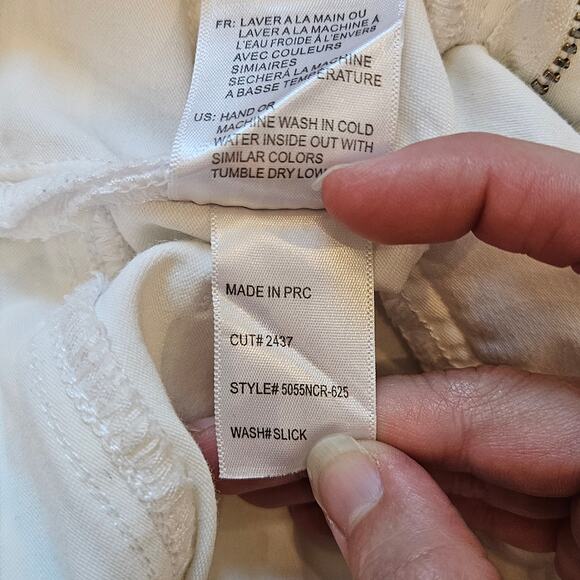 FR: LAVER A LA MAIN OU
LAVER A LA MACHINE À
L'EAU FROIDE À L'ENVERS
AVEC COULEURS
SIMIAIRES
SECHER À LA MACHINE
A BASSE TEMPERATURE
US: HAND OR
MACHINE WASH IN COLD
WATER INSIDE OUT WITH
SIMILAR COLORS
TUMBLE DRY LOW
MADE IN PRC
CUT# 2437
STYLE# 5055NCR-625
WASH#SLICK